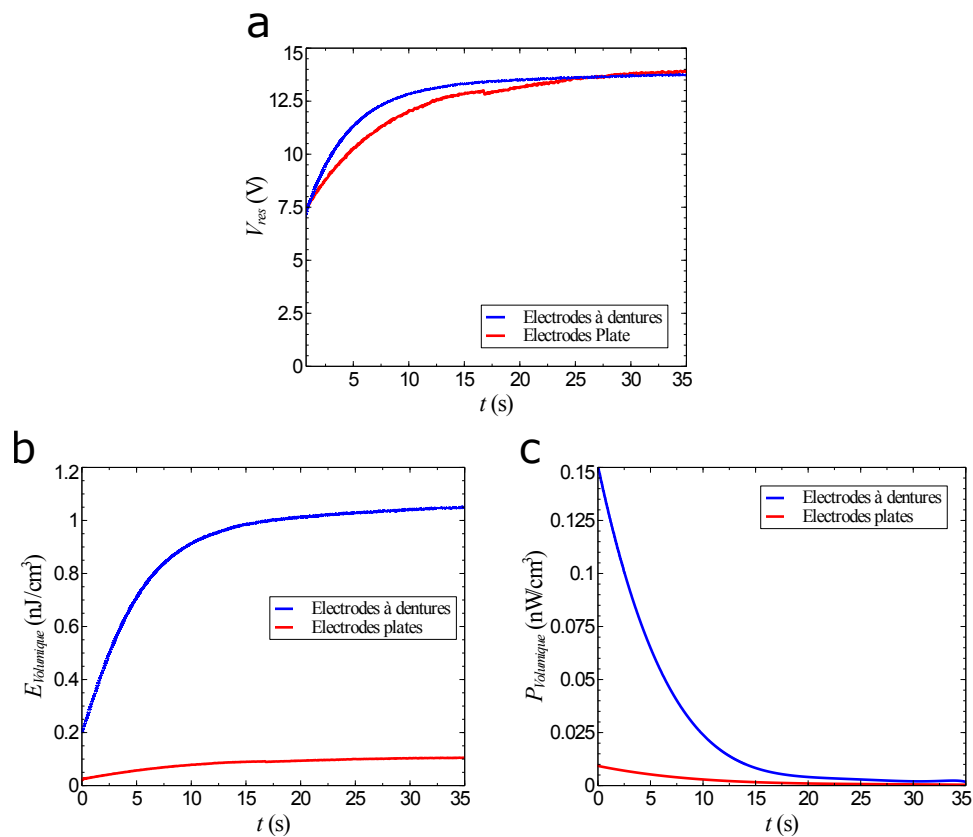 a
15
12.5
10
7.5
5
2.5
0
V_res (V)
Electrodes à dentures
Electrodes Plate
5 10 15 20 25 30 35
t (s)
b
1.2
1
0.8
0.6
0.4
0.2
0
E_Volumique (nJ/cm³)
Electrodes à dentures
Electrodes plates
0 5 10 15 20 25 30 35
t (s)
c
0.15
0.125
0.1
0.075
0.05
0.025
0
P_Volumique (nW/cm³)
Electrodes à dentures
Electrodes plates
0 5 10 15 20 25 30 35
t (s)